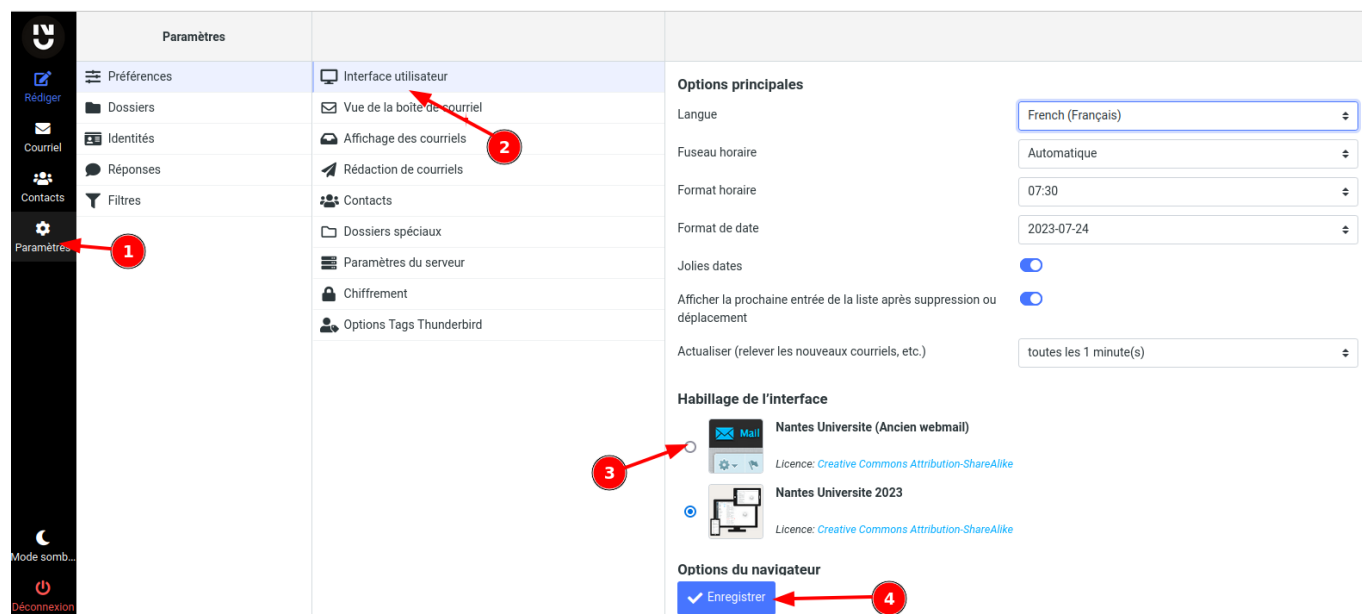 NU
Rédiger
Courriel
Contacts
Paramètres
Mode somb...
Déconnexion
Paramètres
Préférences
Dossiers
Identités
Réponses
Filtres
Interface utilisateur
Vue de la boîte de courriel
Affichage des courriels
Rédaction de courriels
Contacts
Dossiers spéciaux
Paramètres du serveur
Chiffrement
Options Tags Thunderbird
1
2
Options principales
Langue
French (Français)
Fuseau horaire
Automatique
Format horaire
07:30
Format de date
2023-07-24
Jolies dates
Afficher la prochaine entrée de la liste après suppression ou
déplacement
Actualiser (relever les nouveaux courriels, etc.)
toutes les 1 minute(s)
Habillage de l'interface
3
Mail
Nantes Universite (Ancien webmail)
Licence: Creative Commons Attribution-ShareAlike
Nantes Universite 2023
Licence: Creative Commons Attribution-ShareAlike
Options du navigateur
Enregistrer
4